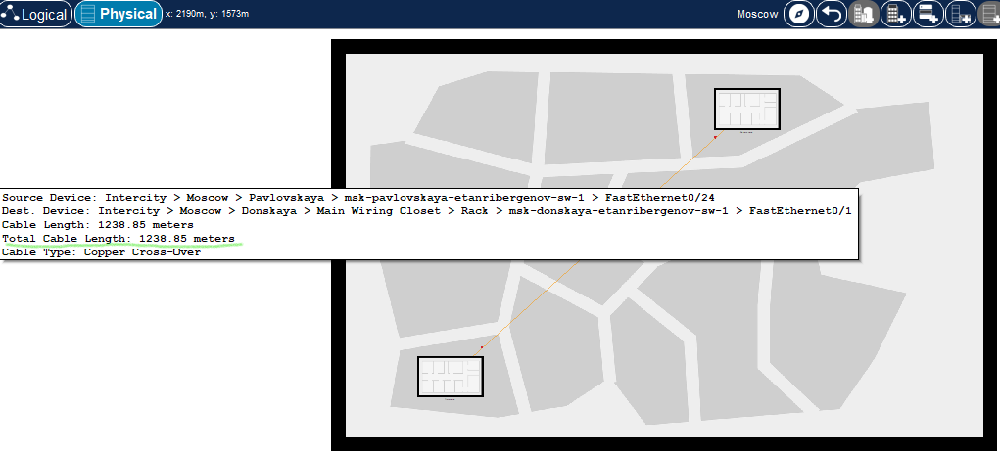 Logical Physical x: 2190m, y: 1573m Moscow
Source Device: Intercity > Moscow > Pavlovskaya > msk-pavlovskaya-etanribergenov-sw-1 > FastEthernet0/24
Dest. Device: Intercity > Moscow > Donskaya > Main Wiring Closet > Rack > msk-donskaya-etanribergenov-sw-1 > FastEthernet0/1
Cable Length: 1238.85 meters
Total Cable Length: 1238.85 meters
Cable Type: Copper Cross-Over